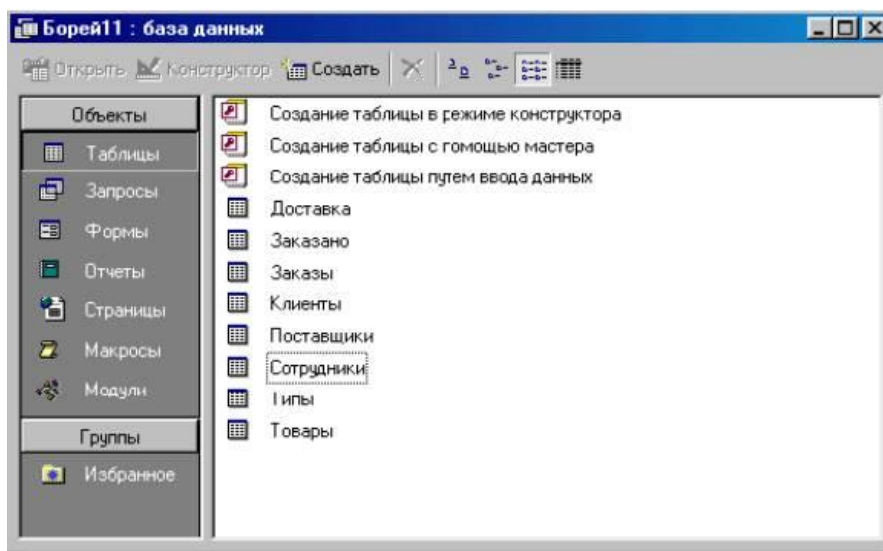 Борей11 : база данных
Открыть Конструктор Создать
Объекты
Таблицы
Запросы
Формы
Отчеты
Страницы
Макросы
Модули
Группы
Избранное
Создание таблицы в режиме конструктора
Создание таблицы с помощью мастера
Создание таблицы путем ввода данных
Доставка
Заказано
Заказы
Клиенты
Поставщики
Сотрудники
Типы
Товары